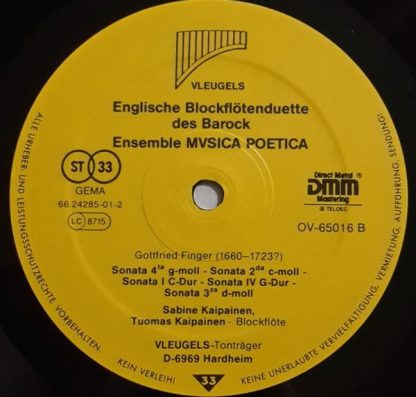 VLEUGELS
Englische Blockflötenduette
des Barock
Ensemble MVSICA POETICA
ST 33
GEMA
66 24285-01-2
LC 8715
Direct Metal
DMM
Mastering
® TELDEC
OV-65016 B
Gottfried Finger (1660–1723?)
Sonata 4ta g-moll - Sonata 2da c-moll -
Sonata I C-Dur - Sonata IV G-Dur -
Sonata 3za d-moll
Sabine Kaipainen,
Tuomas Kaipainen · Blockflöte
VLEUGELS-Tonträger
D-6969 Hardheim
33
ALLE URHEBER- UND LEISTUNGSSCHUTZRECHTE VORBEHALTEN. KEIN VERLEIH! KEINE UNERLAUBTE VERVIELFÄLTIGUNG, VERMIETUNG, AUFFÜHRUNG, SENDUNG!